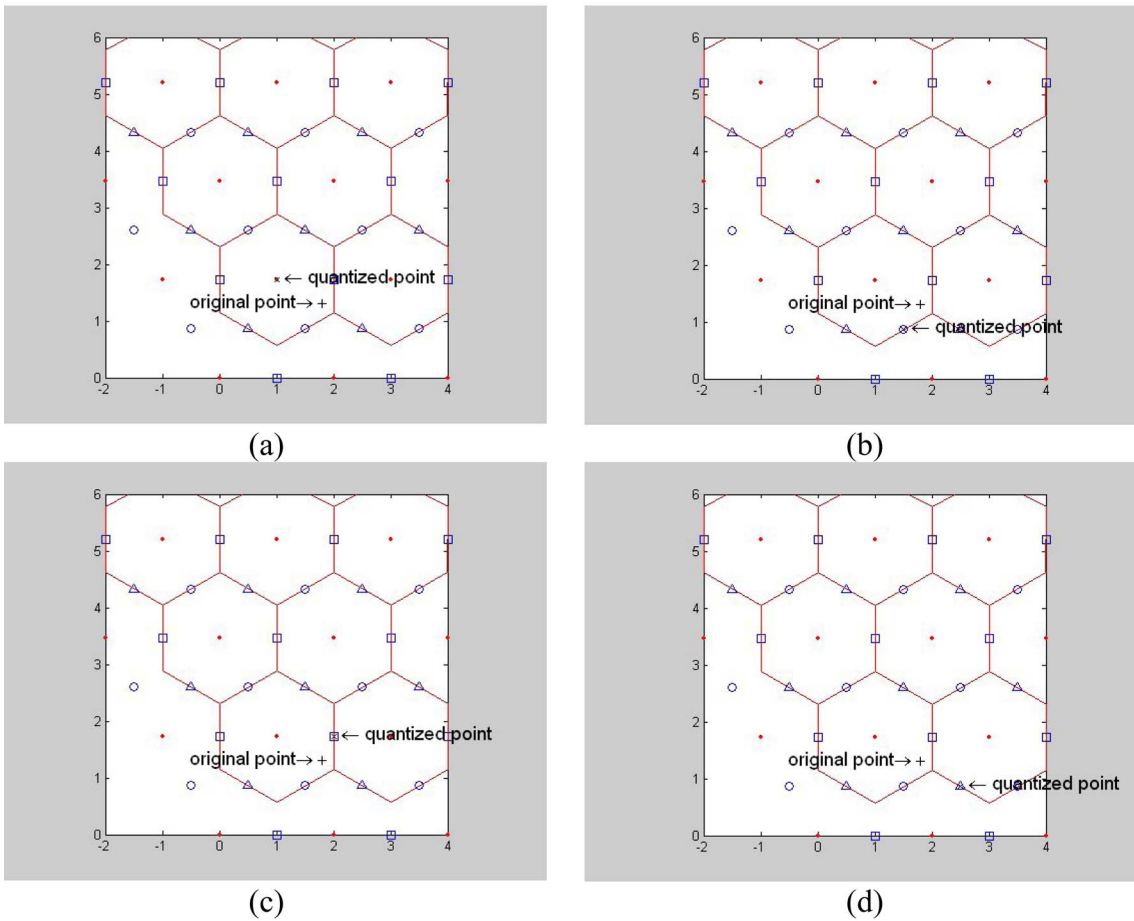 6
5
4
3
2
1
0
-2 -1 0 1 2 3 4
← quantized point
original point→ +
(a)
6
5
4
3
2
1
0
-2 -1 0 1 2 3 4
original point→ +
← quantized point
(b)
6
5
4
3
2
1
0
-2 -1 0 1 2 3 4
← quantized point
original point→ +
(c)
6
5
4
3
2
1
0
-2 -1 0 1 2 3 4
original point→ +
← quantized point
(d)